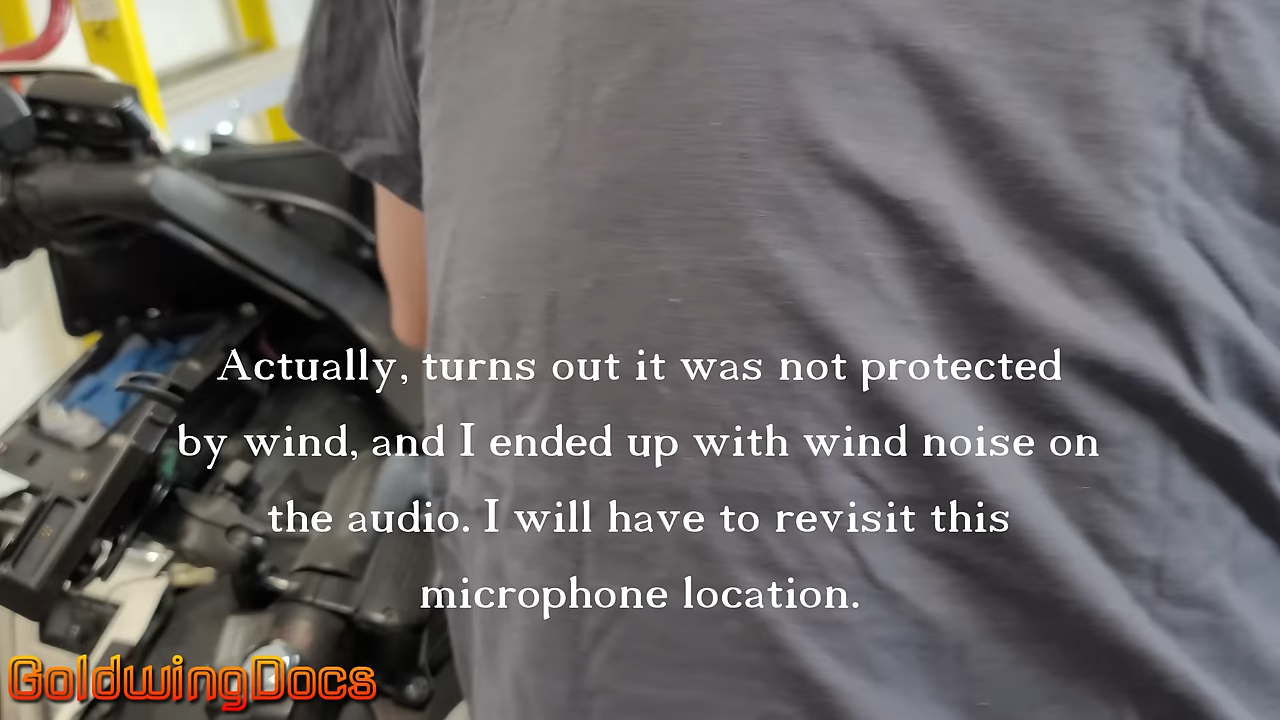 Actually, turns out it was not protected
by wind, and I ended up with wind noise on
the audio. I will have to revisit this
microphone location.
GoldwingDocs